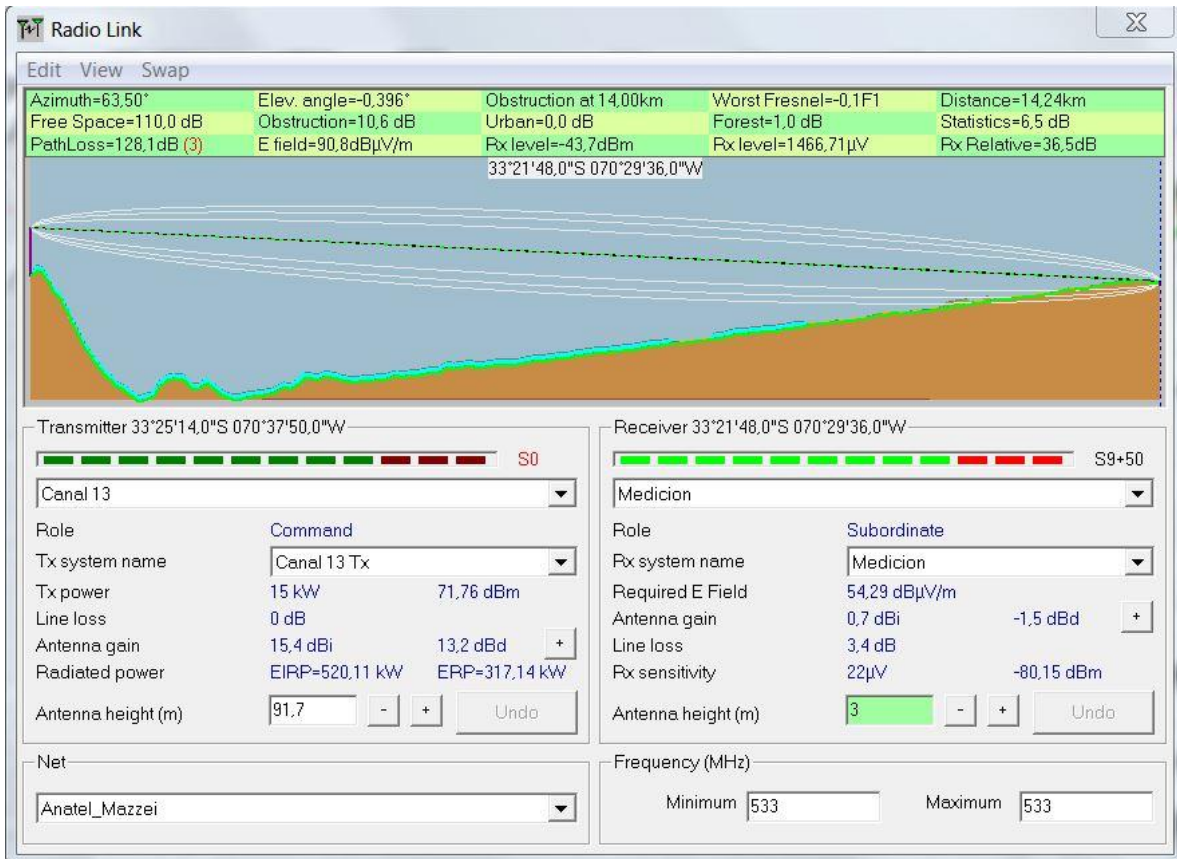 Radio Link
Edit View Swap
Azimuth=63,50° Elev. angle=-0,396° Obstruction at 14,00km Worst Fresnel=-0,1F1 Distance=14,24km
Free Space=110,0 dB Obstruction=10,6 dB Urban=0,0 dB Forest=1,0 dB Statistics=6,5 dB
PathLoss=128,1dB (3) E field=90,8dBµV/m Rx level=-43,7dBm Rx level=1466,71µV Rx Relative=36,5dB
33°21'48,0"S 070°29'36,0"W
Transmitter 33°25'14,0"S 070°37'50,0"W
S0
Canal 13
Role Command
Tx system name Canal 13 Tx
Tx power 15 kW 71,76 dBm
Line loss 0 dB
Antenna gain 15,4 dBi 13,2 dBd +
Radiated power EIRP=520,11 kW ERP=317,14 kW
Antenna height (m) 91,7 - + Undo
Net
Anatel_Mazzei
Receiver 33°21'48,0"S 070°29'36,0"W
S9+50
Medicion
Role Subordinate
Rx system name Medicion
Required E Field 54,29 dBµV/m
Antenna gain 0,7 dBi -1,5 dBd +
Line loss 3,4 dB
Rx sensitivity 22µV -80,15 dBm
Antenna height (m) 3 - + Undo
Frequency (MHz)
Minimum 533 Maximum 533